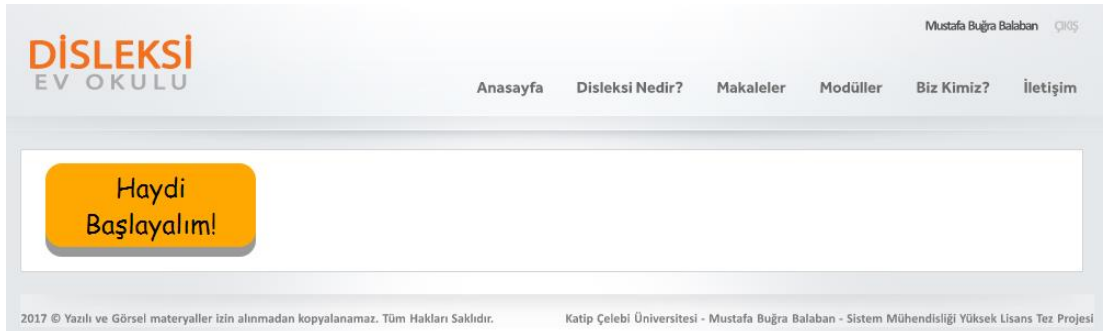 Mustafa Buğra Balaban ÇIKIŞ
DİSLEKSİ
EV OKULU
Anasayfa Disleksi Nedir? Makaleler Modüller Biz Kimiz? İletişim
Haydi
Başlayalım!
2017 © Yazılı ve Görsel materyaller izin alınmadan kopyalanamaz. Tüm Hakları Saklıdır. Katip Çelebi Üniversitesi - Mustafa Buğra Balaban - Sistem Mühendisliği Yüksek Lisans Tez Projesi